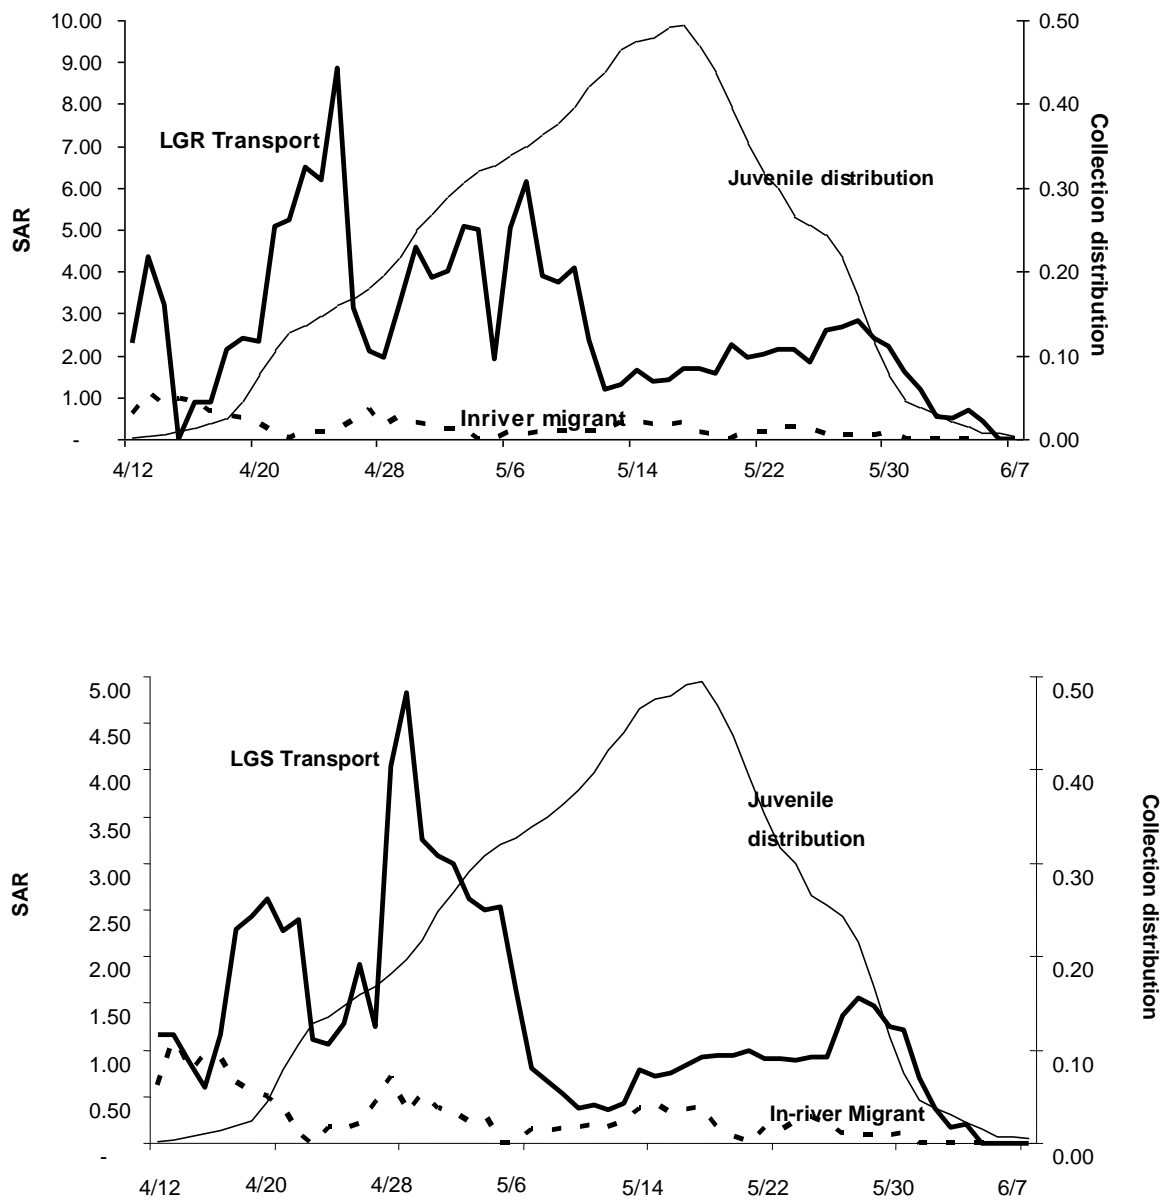 10.00
9.00
8.00
7.00
6.00
5.00
4.00
3.00
2.00
1.00
-
SAR
0.50
0.40
0.30
0.20
0.10
0.00
Collection distribution
LGR Transport
Juvenile distribution
Inriver migrant
4/12 4/20 4/28 5/6 5/14 5/22 5/30 6/7
5.00
4.50
4.00
3.50
3.00
2.50
2.00
1.50
1.00
0.50
-
SAR
0.50
0.40
0.30
0.20
0.10
0.00
Collection distribution
LGS Transport
Juvenile
distribution
In-river Migrant
4/12 4/20 4/28 5/6 5/14 5/22 5/30 6/7